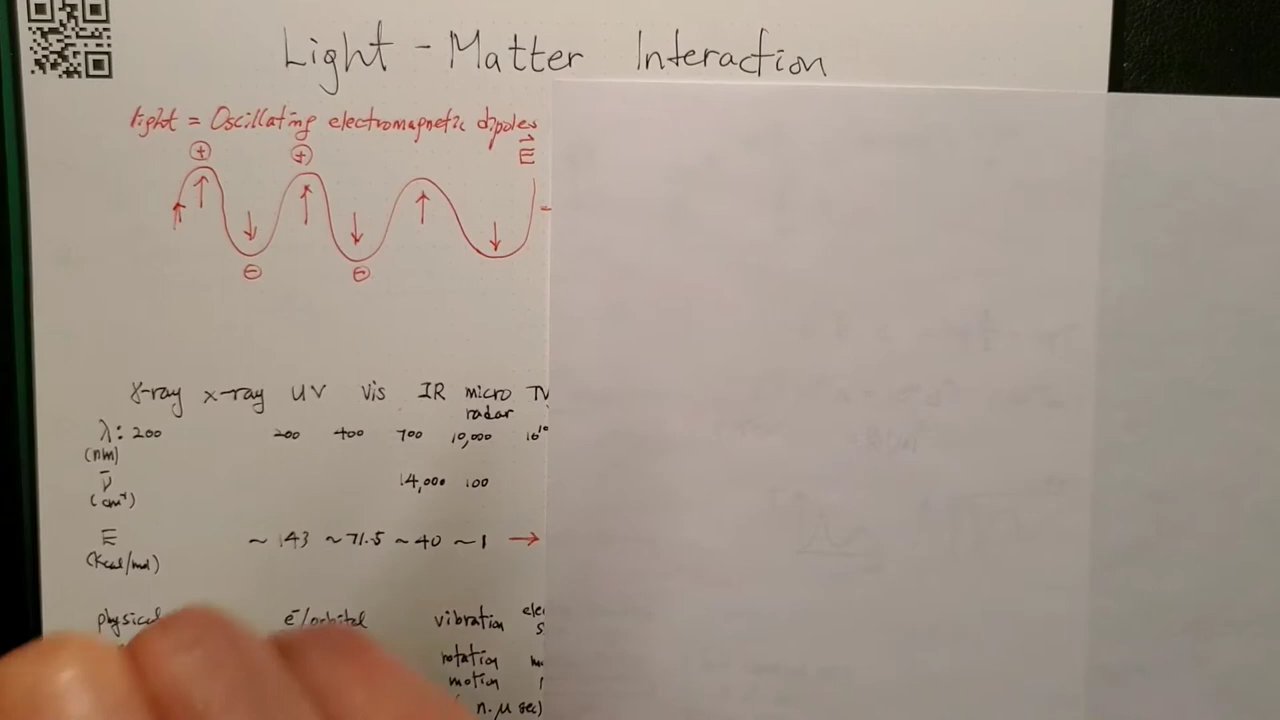 Light - Matter Interaction
light = Oscillating electromagnetic dipoles
E
γ-ray x-ray UV Vis IR micro TV
radar
λ: 200 200 400 700 10,000 10¹⁰
(nm)
ν̄ 14,000 100
(cm⁻¹)
E ~ 143 ~71.5 ~40 ~1 →
(Kcal/mol)
physical e⁻/orbital vibration
rotation
motion
n. μ sec)